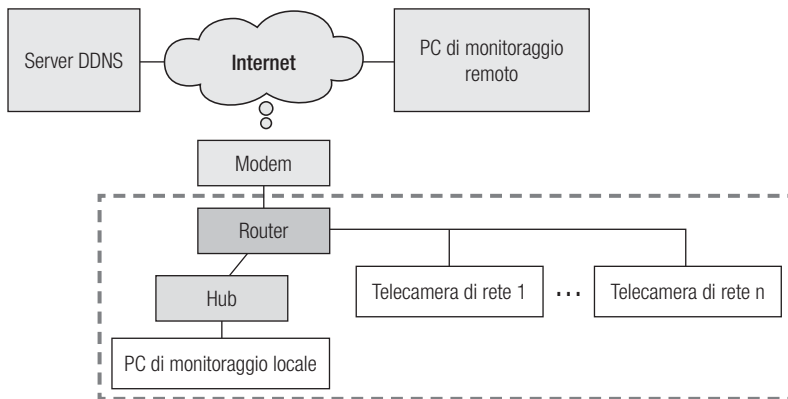 Server DDNS
Internet
PC di monitoraggio
remoto
Modem
Router
Hub
Telecamera di rete 1
...
Telecamera di rete n
PC di monitoraggio locale